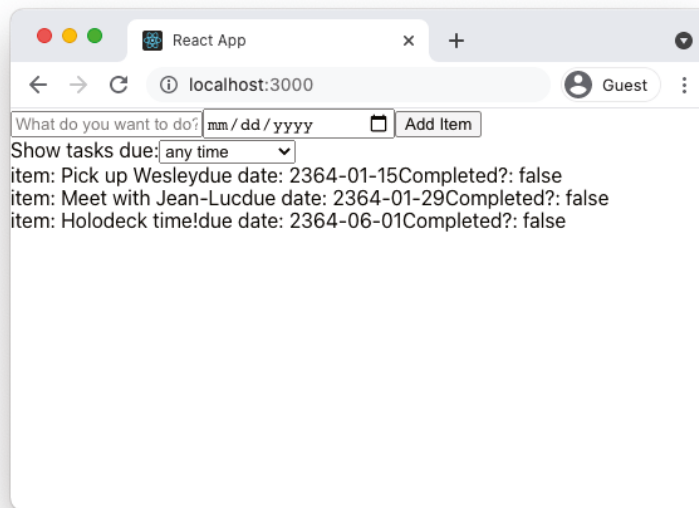 React App
localhost:3000 Guest
What do you want to do? mm/dd/yyyy Add Item
Show tasks due: any time
item: Pick up Wesleydue date: 2364-01-15Completed?: false
item: Meet with Jean-Lucdue date: 2364-01-29Completed?: false
item: Holodeck time!due date: 2364-06-01Completed?: false